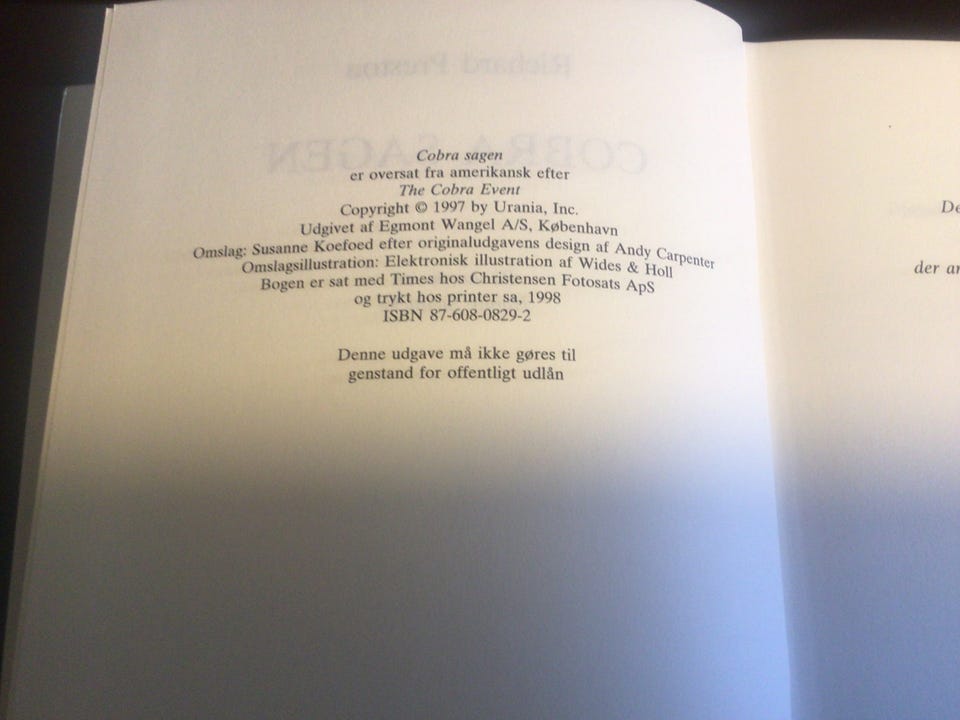 Cobra sagen
er oversat fra amerikansk efter
The Cobra Event
Copyright © 1997 by Urania, Inc.
Udgivet af Egmont Wangel A/S, København
Omslag: Susanne Koefoed efter originaludgavens design af Andy Carpenter
Omslagsillustration: Elektronisk illustration af Wides & Holl
Bogen er sat med Times hos Christensen Fotosats ApS
og trykt hos printer sa, 1998
ISBN 87-608-0829-2
Denne udgave må ikke gøres til
genstand for offentligt udlån
der